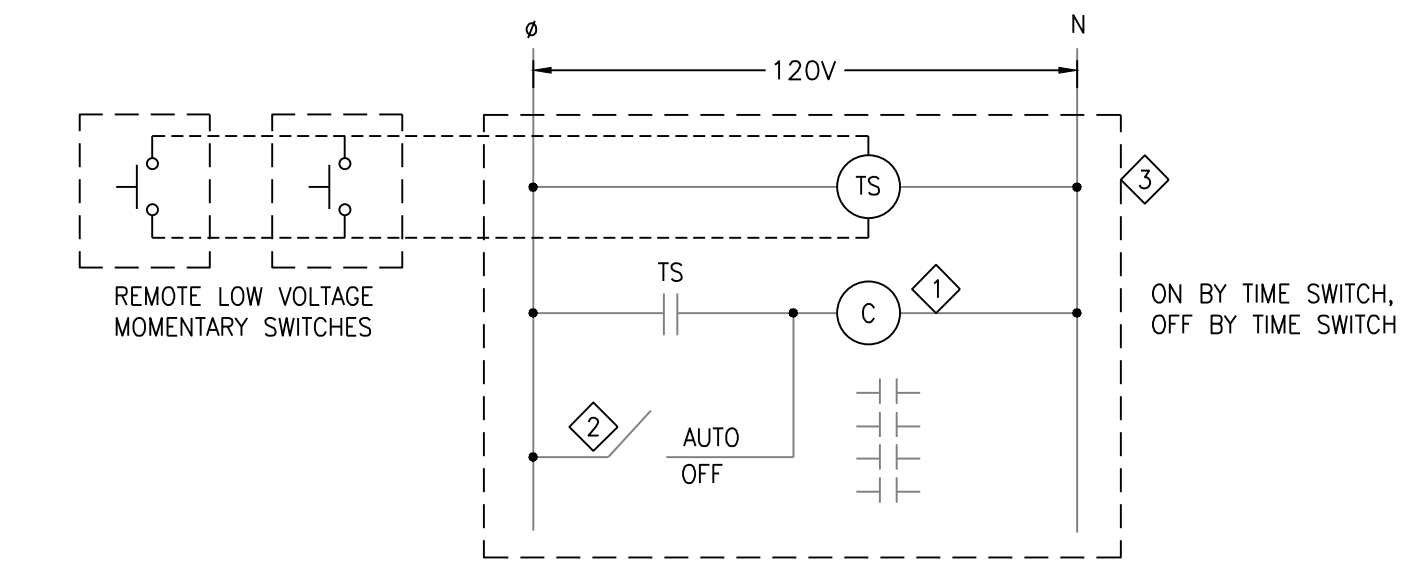 ø
N
120V
TS
3
REMOTE LOW VOLTAGE
MOMENTARY SWITCHES
TS
C
1
ON BY TIME SWITCH,
OFF BY TIME SWITCH
2
AUTO
OFF